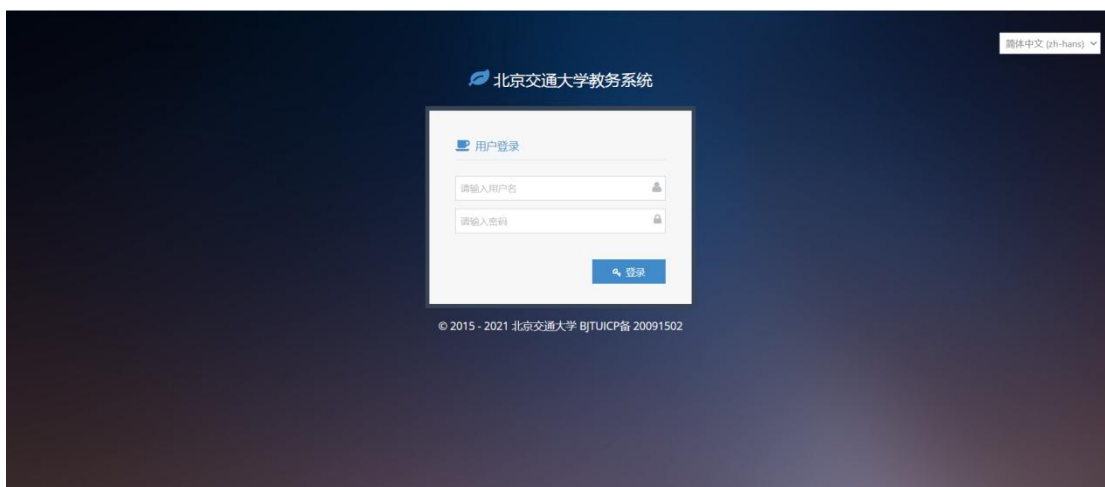 简体中文 (zh-hans)
北京交通大学教务系统
用户登录
请输入用户名
请输入密码
登录
© 2015 - 2021 北京交通大学 BJTUICP备 20091502